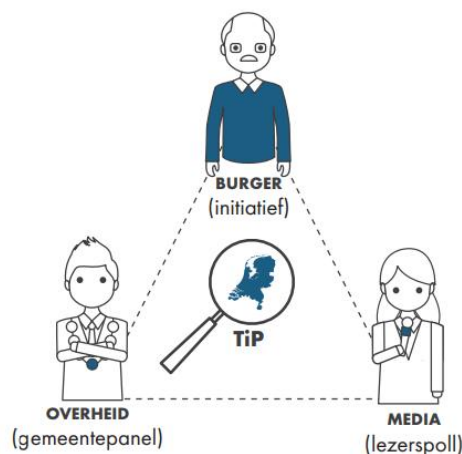 BURGER
(initiatief)
TiP
OVERHEID
(gemeentepanel)
MEDIA
(lezerspoll)